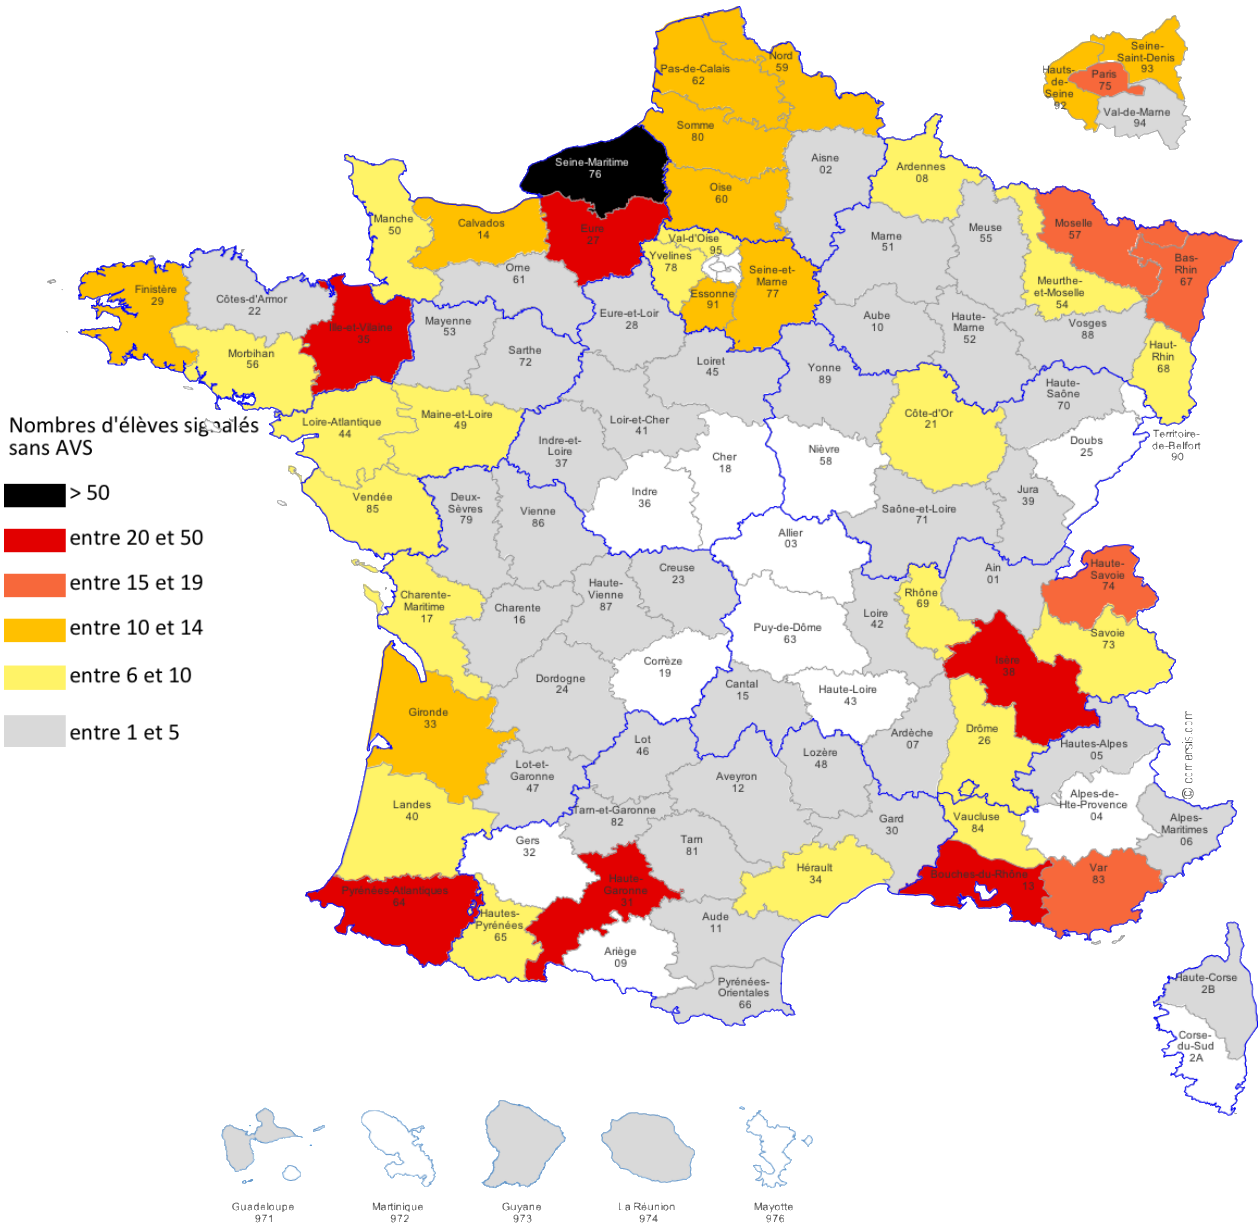 Nord
59
Pas-de-Calais
62
Somme
80
Seine-
Saint-Denis
93
Hauts-
de-
Seine
92
Paris
75
Val-de-Marne
94
Seine-Maritime
76
Oise
60
Aisne
02
Ardennes
08
Manche
50
Calvados
14
Eure
27
Val-d'Oise
95
Yvelines
78
Essonne
91
Seine-et-
Marne
77
Marne
51
Meuse
55
Moselle
57
Bas-
Rhin
67
Meurthe-
et-Moselle
54
Finistère
29
Côtes-d'Armor
22
Ille-et-Vilaine
35
Morbihan
56
Orne
61
Mayenne
53
Sarthe
72
Eure-et-Loir
28
Loiret
45
Aube
10
Haute-
Marne
52
Vosges
88
Haut-
Rhin
68
Yonne
89
Haute-
Saône
70
Côte-d'Or
21
Doubs
25
Territoire-
de-Belfort
90
Nombres d'élèves signalés
sans AVS
> 50
entre 20 et 50
entre 15 et 19
entre 10 et 14
entre 6 et 10
entre 1 et 5
Loire-Atlantique
44
Maine-et-Loire
49
Indre-et-
Loire
37
Loir-et-Cher
41
Cher
18
Nièvre
58
Indre
36
Vendée
85
Deux-
Sèvres
79
Vienne
86
Saône-et-Loire
71
Jura
39
Allier
03
Ain
01
Haute-
Savoie
74
Charente-
Maritime
17
Charente
16
Haute-
Vienne
87
Creuse
23
Puy-de-Dôme
63
Loire
42
Rhône
69
Savoie
73
Isère
38
Corrèze
19
Dordogne
24
Gironde
33
Cantal
15
Haute-Loire
43
Ardèche
07
Drôme
26
Hautes-Alpes
05
© comersis.com
Lot
46
Lot-et-
Garonne
47
Aveyron
12
Lozère
48
Landes
40
Tarn-et-Garonne
82
Tarn
81
Gard
30
Vaucluse
84
Alpes-de-
Hte-Provence
04
Alpes-
Maritimes
06
Gers
32
Haute-
Garonne
31
Hérault
34
Bouches-du-Rhône
13
Var
83
Pyrénées Atlantiques
64
Hautes-
Pyrénées
65
Ariège
09
Aude
11
Pyrénées-
Orientales
66
Haute-Corse
2B
Corse-
du-Sud
2A
Guadeloupe
971
Martinique
972
Guyane
973
La Réunion
974
Mayotte
976